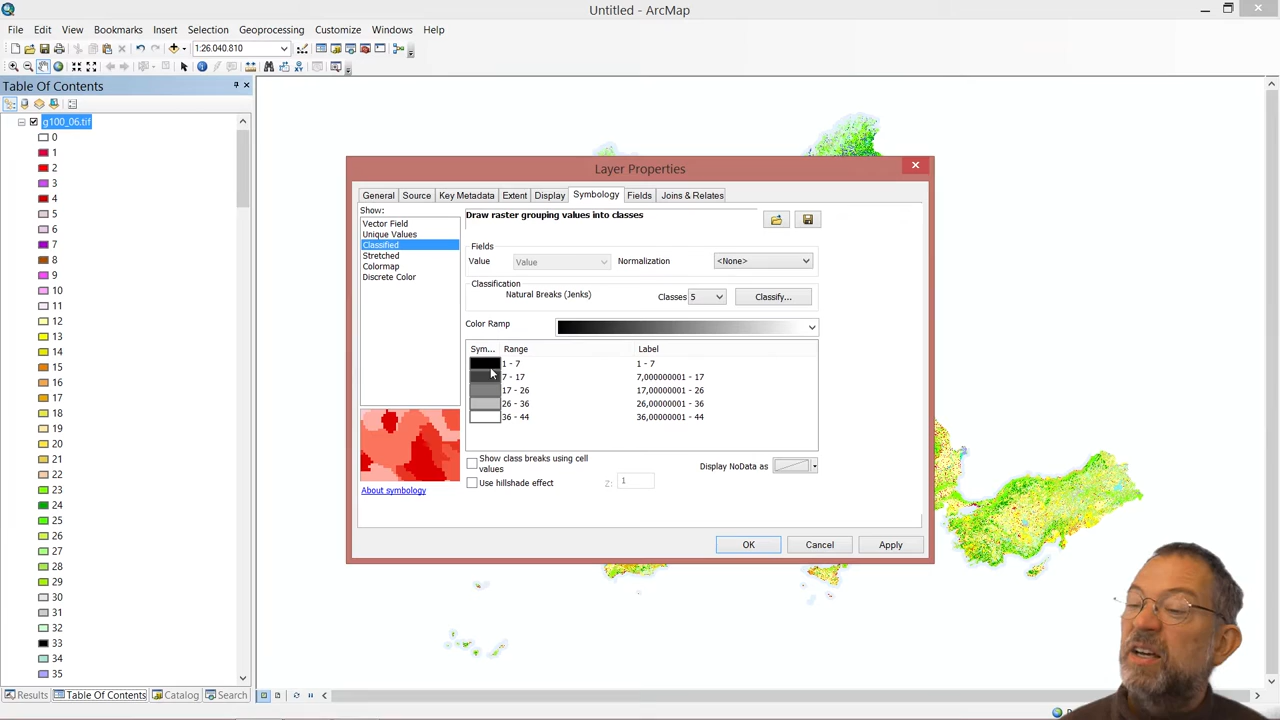 Untitled - ArcMap
File Edit View Bookmarks Insert Selection Geoprocessing Customize Windows Help
1:26.040.810
Table Of Contents
g100_06.tif
0
1
2
3
4
5
6
7
8
9
10
11
12
13
14
15
16
17
18
19
20
21
22
23
24
25
26
27
28
29
30
31
32
33
34
35
Results Table Of Contents Catalog Search
Layer Properties
General Source Key Metadata Extent Display Symbology Fields Joins & Relates
Show:
Vector Field
Unique Values
Classified
Stretched
Colormap
Discrete Color
About symbology
Draw raster grouping values into classes
Fields
Value Value Normalization <None>
Classification
Natural Breaks (Jenks) Classes 5 Classify...
Color Ramp
Sym... Range Label
1 - 7 1 - 7
7 - 17 7,000000001 - 17
17 - 26 17,00000001 - 26
26 - 36 26,00000001 - 36
36 - 44 36,00000001 - 44
Show class breaks using cell values
Display NoData as
Use hillshade effect Z: 1
OK Cancel Apply